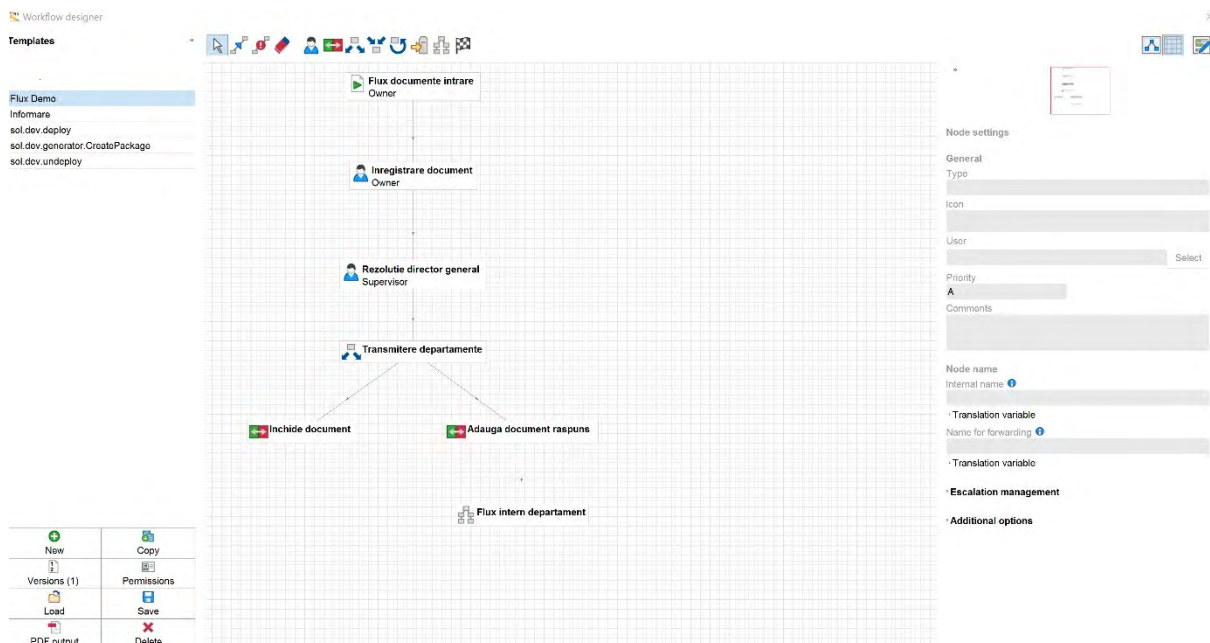 Workflow designer
Templates
Flux Demo
Informare
sol.dev.deploy
sol.dev.generator.CreatePackage
sol.dev.undeploy
New
Copy
Versions (1)
Permissions
Load
Save
PDF output
Delete
Flux documente intrare
Owner
Inregistrare document
Owner
Rezolutie director general
Supervisor
Transmitere departamente
Inchide document
Adauga document raspuns
Flux intern departament
Node settings
General
Type
Icon
User
Select
Priority
A
Comments
Node name
Internal name
Translation variable
Name for forwarding
Translation variable
Escalation management
Additional options